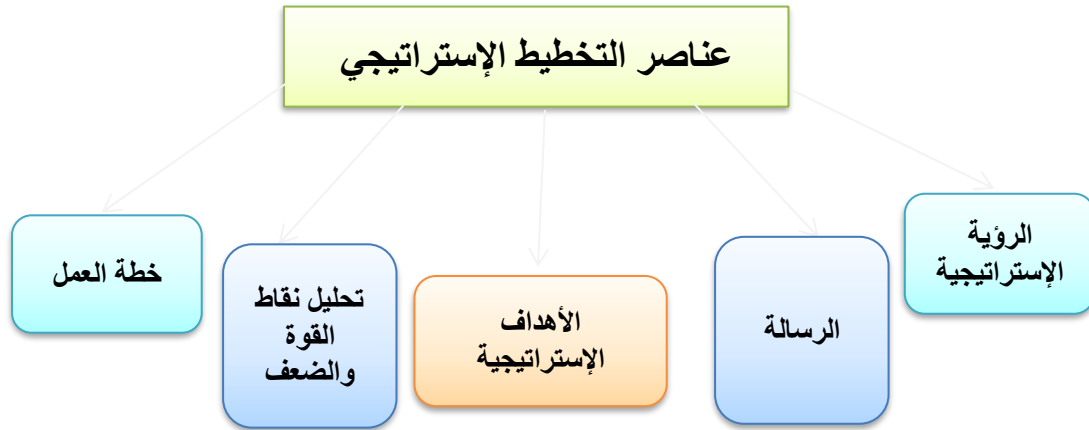 عناصر التخطيط الإستراتيجي
الرؤية
الإستراتيجية
الرسالة
الأهداف
الإستراتيجية
تحليل نقاط
القوة
والضعف
خطة العمل